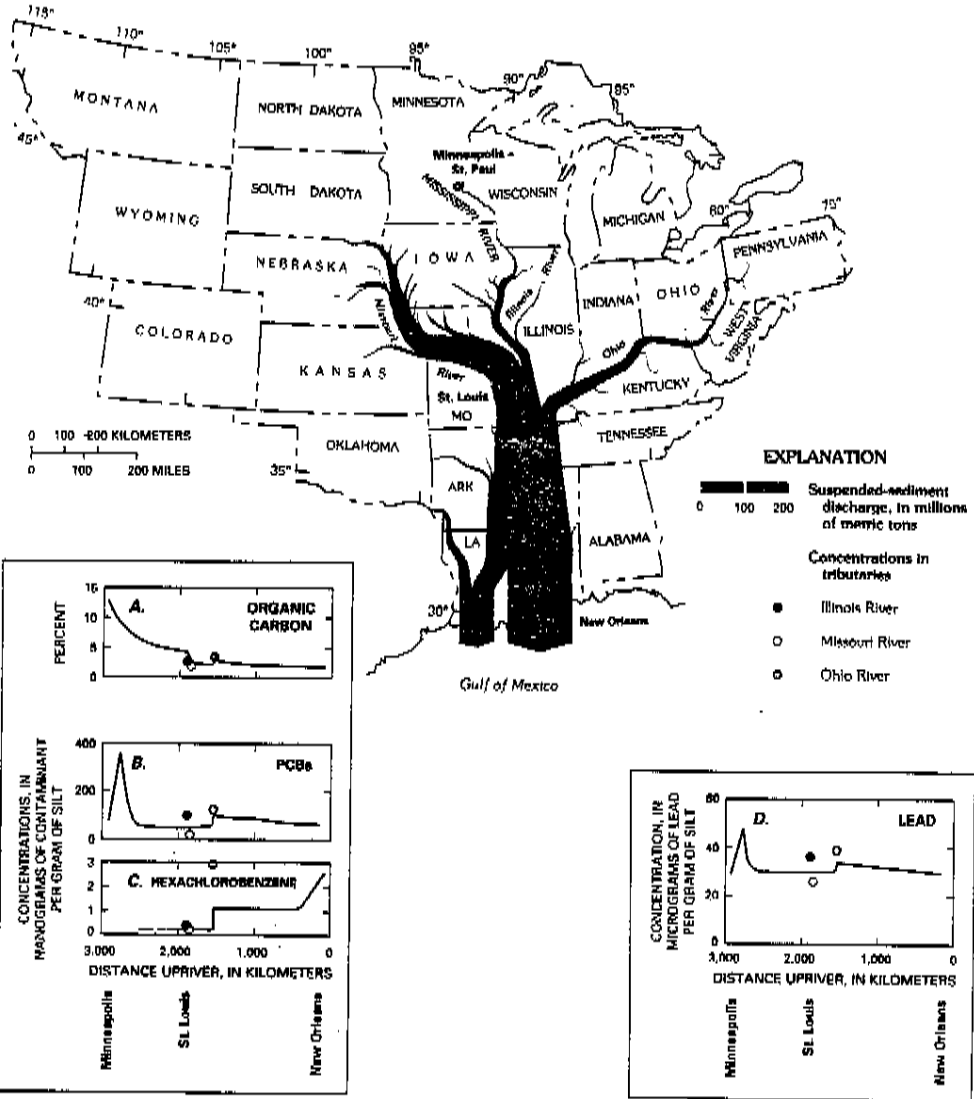 115°
110°
105°
100°
95°
90°
85°
MONTANA
NORTH DAKOTA
MINNESOTA
45°
Minneapolis -
St. Paul
SOUTH DAKOTA
WISCONSIN
MISSISSIPPI
RIVER
WYOMING
MICHIGAN
80°
75°
PENNSYLVANIA
NEBRASKA
IOWA
Illinois River
INDIANA
OHIO
River
40°
Missouri
WEST
VIRGINIA
COLORADO
ILLINOIS
Ohio
KANSAS
River
KENTUCKY
St. Louis
MO
TENNESSEE
0 100 200 KILOMETERS
0 100 200 MILES
OKLAHOMA
35°
ARK
LA
ALABAMA
30°
New Orleans
Gulf of Mexico
EXPLANATION
0 100 200
Suspended-sediment
discharge, in millions
of metric tons
Concentrations in
tributaries
Illinois River
Missouri River
Ohio River
15
10
5
0
PERCENT
A.
ORGANIC
CARBON
400
200
0
B.
PCBs
CONCENTRATIONS, IN
NANOGRAMS OF CONTAMINANT
PER GRAM OF SILT
3
2
1
0
C. HEXACHLOROBENZENE
3,000 2,000 1,000 0
DISTANCE UPRIVER, IN KILOMETERS
Minneapolis
St. Louis
New Orleans
60
40
20
0
D.
LEAD
CONCENTRATION, IN
MICROGRAMS OF LEAD
PER GRAM OF SILT
3,000 2,000 1,000 0
DISTANCE UPRIVER, IN KILOMETERS
Minneapolis
St. Louis
New Orleans